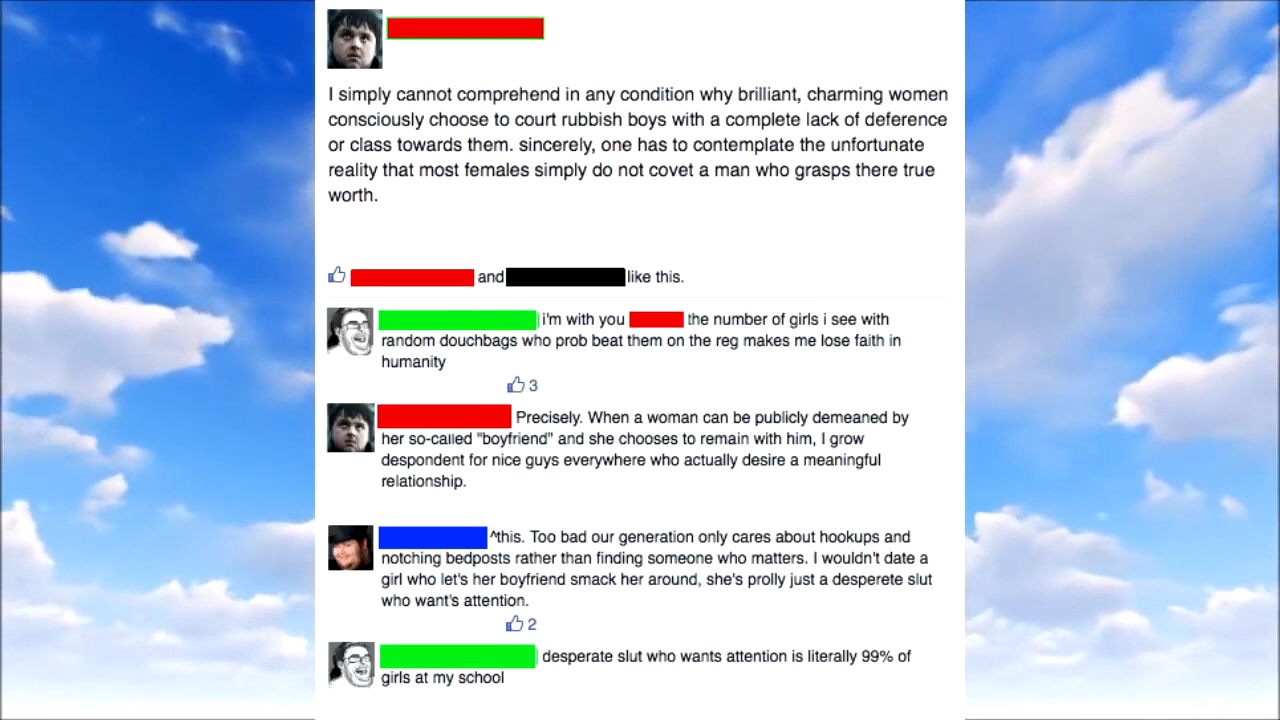 I simply cannot comprehend in any condition why brilliant, charming women
consciously choose to court rubbish boys with a complete lack of deference
or class towards them. sincerely, one has to contemplate the unfortunate
reality that most females simply do not covet a man who grasps there true
worth.
and like this.
i'm with you the number of girls i see with
random douchbags who prob beat them on the reg makes me lose faith in
humanity
3
Precisely. When a woman can be publicly demeaned by
her so-called "boyfriend" and she chooses to remain with him, I grow
despondent for nice guys everywhere who actually desire a meaningful
relationship.
^this. Too bad our generation only cares about hookups and
notching bedposts rather than finding someone who matters. I wouldn't date a
girl who let's her boyfriend smack her around, she's prolly just a desperete slut
who want's attention.
2
desperate slut who wants attention is literally 99% of
girls at my school